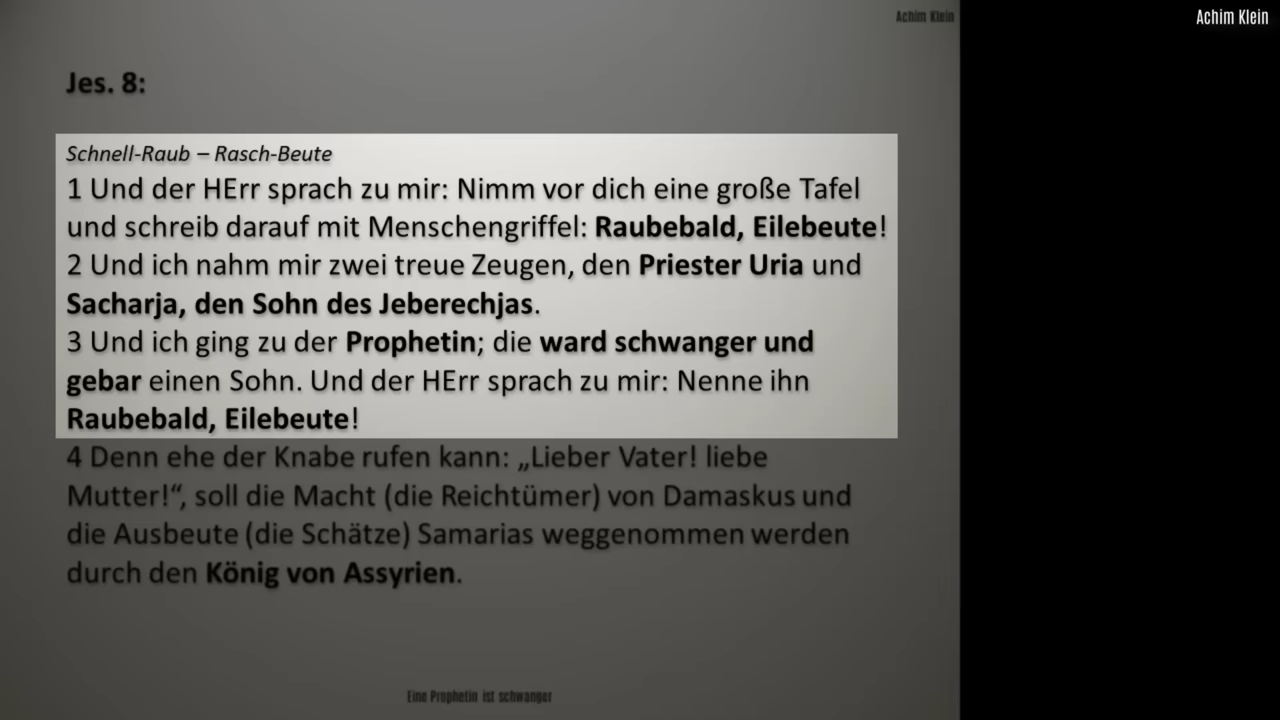 Achim Klein
Achim Klein
Jes. 8:
Schnell-Raub – Rasch-Beute
1 Und der HErr sprach zu mir: Nimm vor dich eine große Tafel
und schreib darauf mit Menschengriffel: Raubebald, Eilebeute!
2 Und ich nahm mir zwei treue Zeugen, den Priester Uria und
Sacharja, den Sohn des Jeberechjas.
3 Und ich ging zu der Prophetin; die ward schwanger und
gebar einen Sohn. Und der HErr sprach zu mir: Nenne ihn
Raubebald, Eilebeute!
4 Denn ehe der Knabe rufen kann: „Lieber Vater! liebe
Mutter!“, soll die Macht (die Reichtümer) von Damaskus und
die Ausbeute (die Schätze) Samarias weggenommen werden
durch den König von Assyrien.
Eine Prophetin ist schwanger